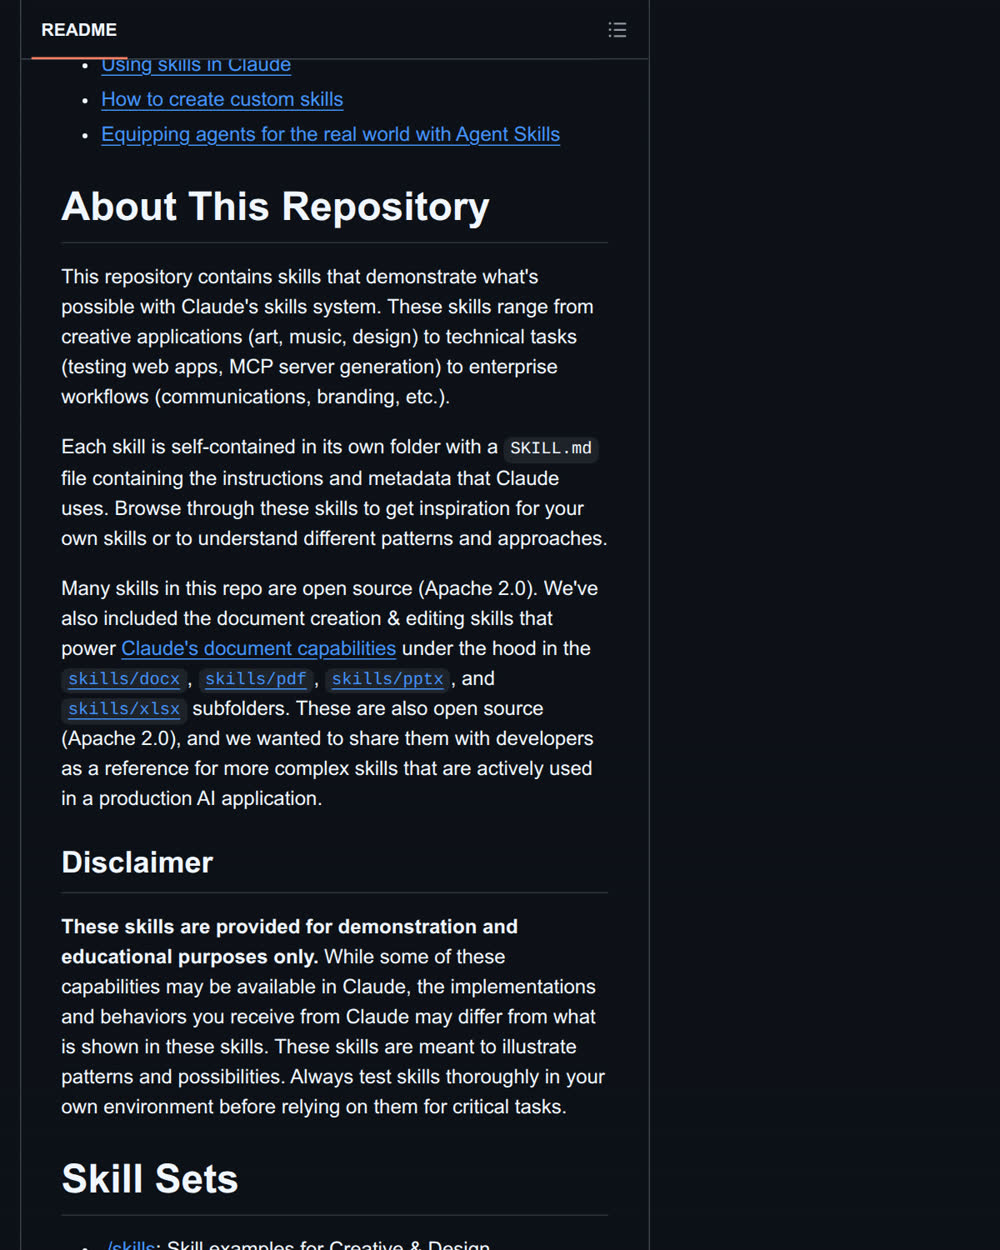 README
Using skills in Claude
How to create custom skills
Equipping agents for the real world with Agent Skills
About This Repository
This repository contains skills that demonstrate what's
possible with Claude's skills system. These skills range from
creative applications (art, music, design) to technical tasks
(testing web apps, MCP server generation) to enterprise
workflows (communications, branding, etc.).
Each skill is self-contained in its own folder with a SKILL.md
file containing the instructions and metadata that Claude
uses. Browse through these skills to get inspiration for your
own skills or to understand different patterns and approaches.
Many skills in this repo are open source (Apache 2.0). We've
also included the document creation & editing skills that
power Claude's document capabilities under the hood in the
skills/docx, skills/pdf, skills/pptx, and
skills/xlsx subfolders. These are also open source
(Apache 2.0), and we wanted to share them with developers
as a reference for more complex skills that are actively used
in a production AI application.
Disclaimer
These skills are provided for demonstration and
educational purposes only. While some of these
capabilities may be available in Claude, the implementations
and behaviors you receive from Claude may differ from what
is shown in these skills. These skills are meant to illustrate
patterns and possibilities. Always test skills thoroughly in your
own environment before relying on them for critical tasks.
Skill Sets
./skills: Skill examples for Creative & Design,